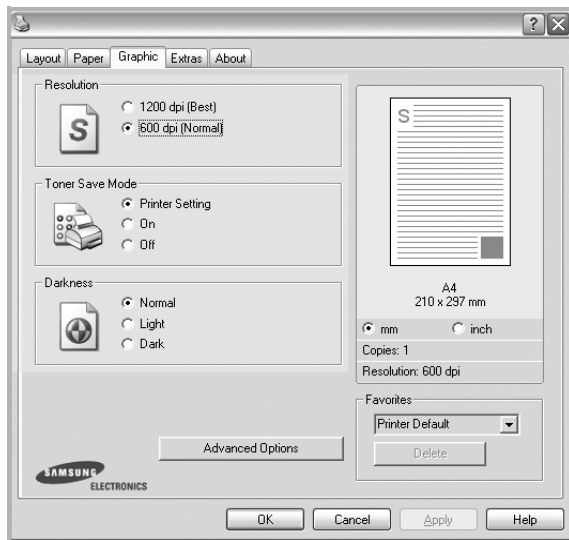 Layout Paper Graphic Extras About
Resolution
S
1200 dpi (Best)
600 dpi (Normal)
Toner Save Mode
Printer Setting
On
Off
Darkness
Normal
Light
Dark
Advanced Options
SAMSUNG
ELECTRONICS
S
A4
210 x 297 mm
mm inch
Copies: 1
Resolution: 600 dpi
Favorites
Printer Default
Delete
OK Cancel Apply Help